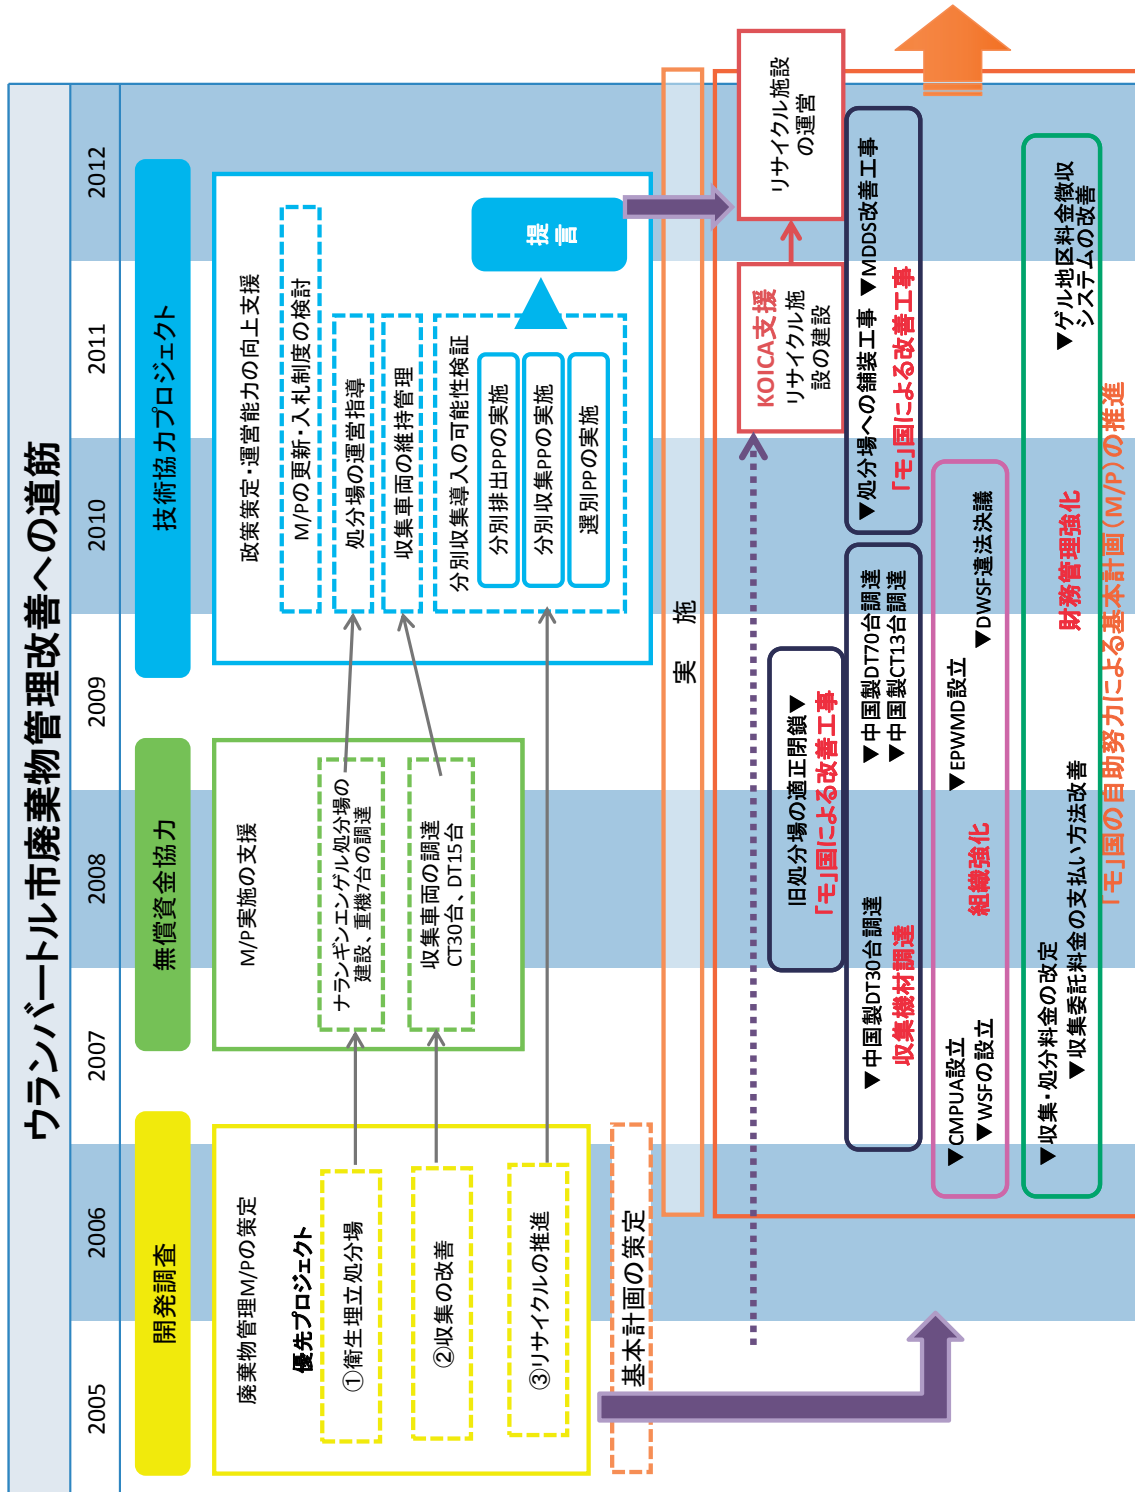 ウランバートル市廃棄物管理改善への道筋
2005
2006
2007
2008
2009
2010
2011
2012
開発調査
無償資金協力
技術協力プロジェクト
廃棄物管理M/Pの策定
優先プロジェクト
①衛生埋立処分場
②収集の改善
③リサイクルの推進
M/P実施の支援
ナランギンエンゲル処分場の
建設、重機7台の調達
収集車両の調達
CT30台、DT15台
政策策定・運営能力の向上支援
M/Pの更新・入札制度の検討
処分場の運営指導
収集車両の維持管理
分別収集導入の可能性検証
分別排出PPの実施
分別収集PPの実施
選別PPの実施
提言
基本計画の策定
実 施
KOICA支援
リサイクル施
設の建設
リサイクル施設
の運営
旧処分場の適正閉鎖▼
「モ」国による改善工事
▼中国製DT30台調達
収集機材調達
▼中国製DT70台調達
▼中国製CT13台調達
▼処分場への舗装工事
▼MDDS改善工事
「モ」国による改善工事
▼CMPUA設立
▼WSFの設立
組織強化
▼EPWMD設立
▼DWSF違法決議
▼収集・処分料金の改定
▼収集委託料金の支払い方法改善
財務管理強化
▼ゲル地区料金徴収
システムの改善
「モ」国の自助努力による基本計画(M/P)の推進